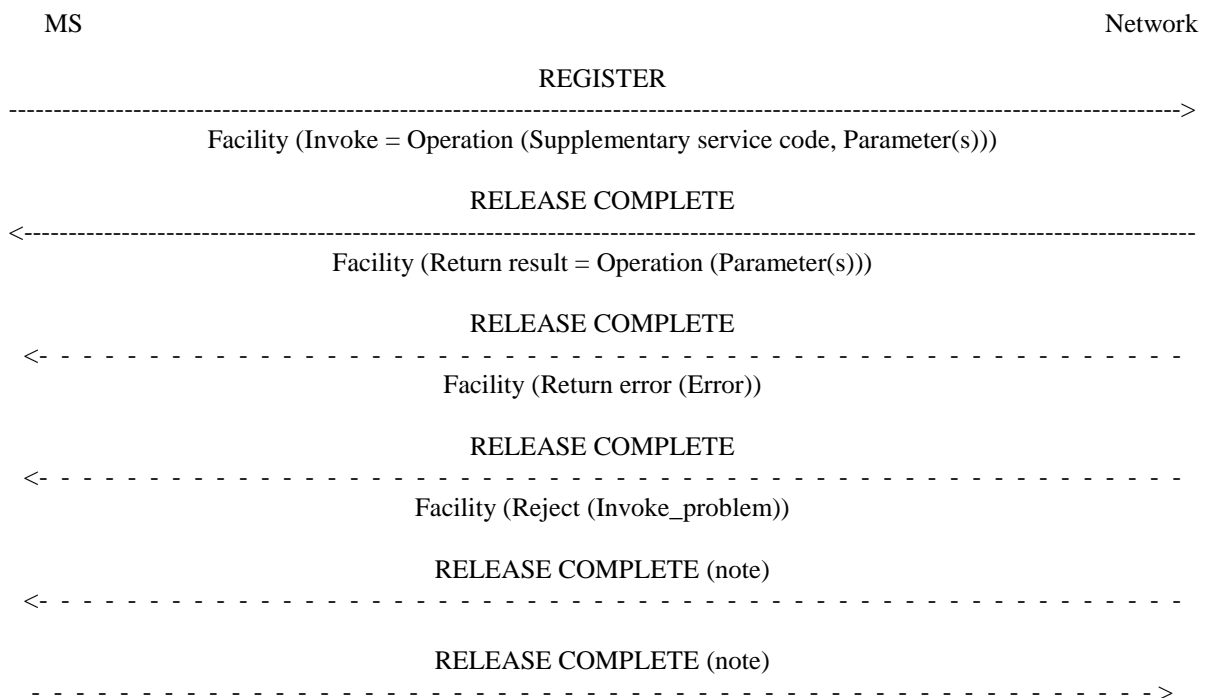 MS Network
REGISTER
Facility (Invoke = Operation (Supplementary service code, Parameter(s)))
RELEASE COMPLETE
Facility (Return result = Operation (Parameter(s)))
RELEASE COMPLETE
Facility (Return error (Error))
RELEASE COMPLETE
Facility (Reject (Invoke_problem))
RELEASE COMPLETE (note)
RELEASE COMPLETE (note)